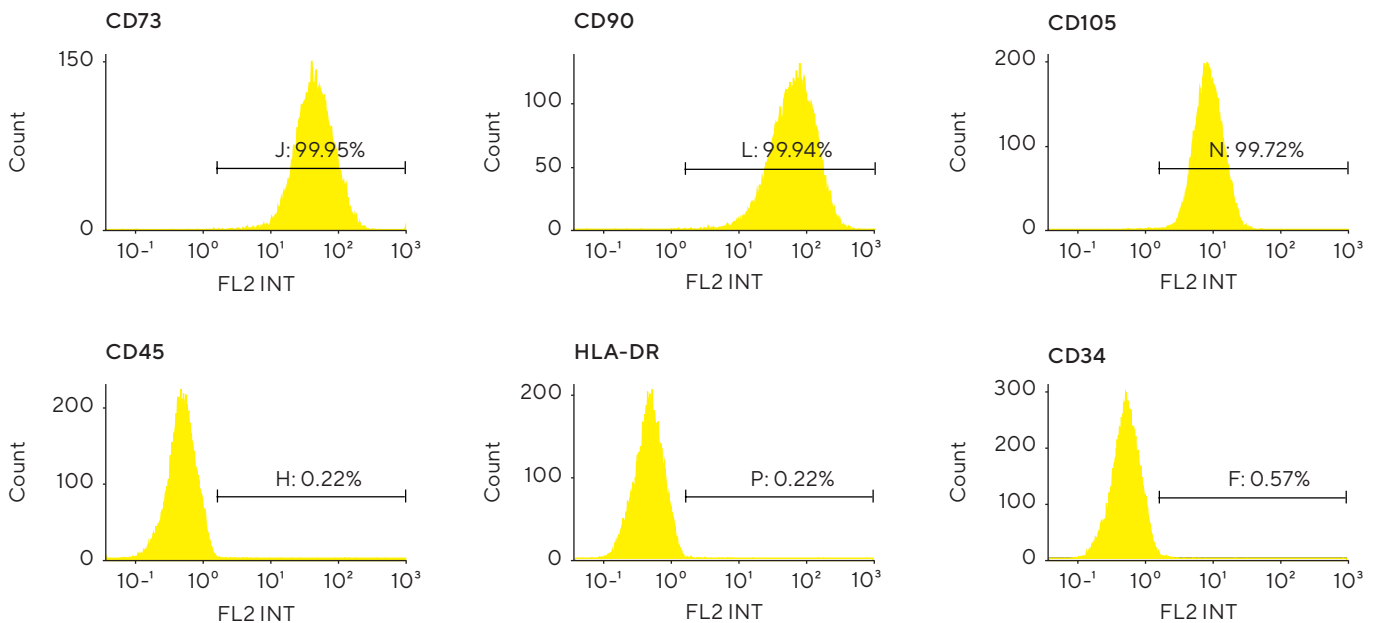 CD73
150
0
Count
J: 99.95%
10-¹ 10⁰ 10¹ 10² 10³
FL2 INT
CD90
100
50
0
Count
L: 99.94%
10-¹ 10⁰ 10¹ 10² 10³
FL2 INT
CD105
200
100
0
Count
N: 99.72%
10-¹ 10⁰ 10¹ 10² 10³
FL2 INT
CD45
200
100
0
Count
H: 0.22%
10-¹ 10⁰ 10¹ 10² 10³
FL2 INT
HLA-DR
200
100
0
Count
P: 0.22%
10-¹ 10⁰ 10¹ 10² 10³
FL2 INT
CD34
300
200
100
0
Count
F: 0.57%
10-¹ 10⁰ 10¹ 10² 10³
FL2 INT